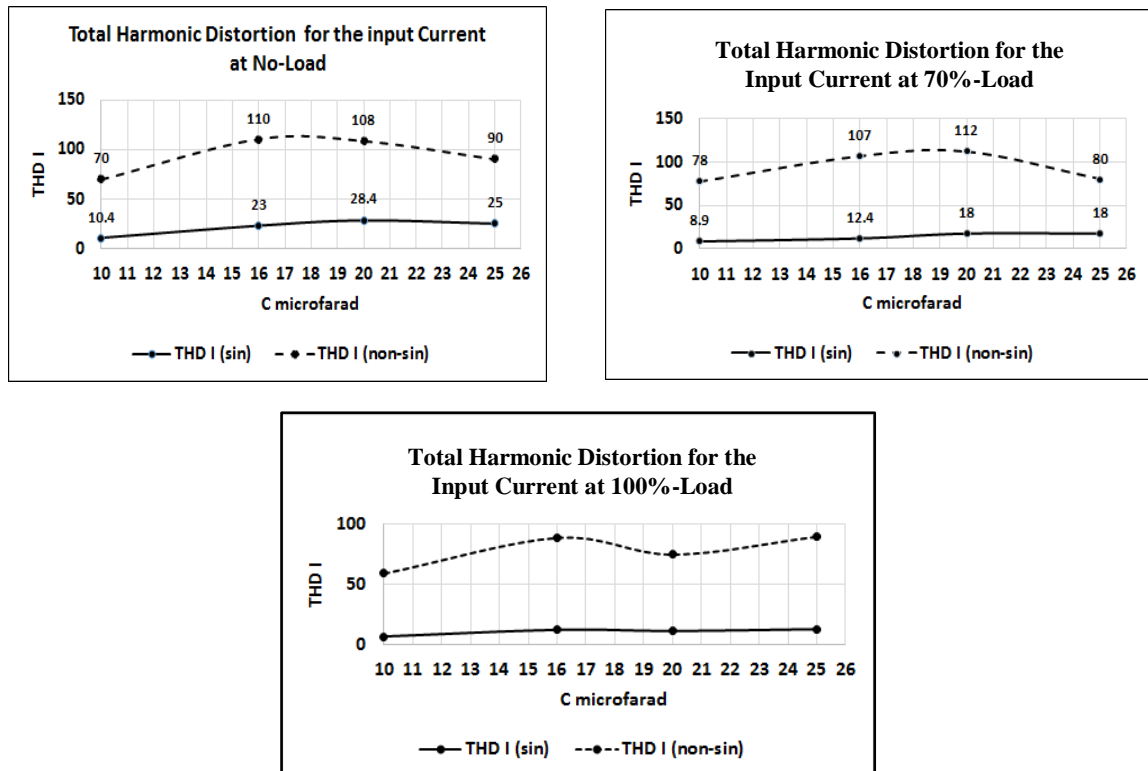 Total Harmonic Distortion for the input Current
at No-Load
150
100
50
0
THD I
70
110
108
90
10.4
23
28.4
25
10 11 12 13 14 15 16 17 18 19 20 21 22 23 24 25 26
C microfarad
THD I (sin)
THD I (non-sin)
Total Harmonic Distortion for the
Input Current at 70%-Load
150
100
50
0
THD I
78
107
112
80
8.9
12.4
18
18
10 11 12 13 14 15 16 17 18 19 20 21 22 23 24 25 26
C microfarad
THD I (sin)
THD I (non-sin)
Total Harmonic Distortion for the
Input Current at 100%-Load
100
50
0
THD I
10 11 12 13 14 15 16 17 18 19 20 21 22 23 24 25 26
C microfarad
THD I (sin)
THD I (non-sin)